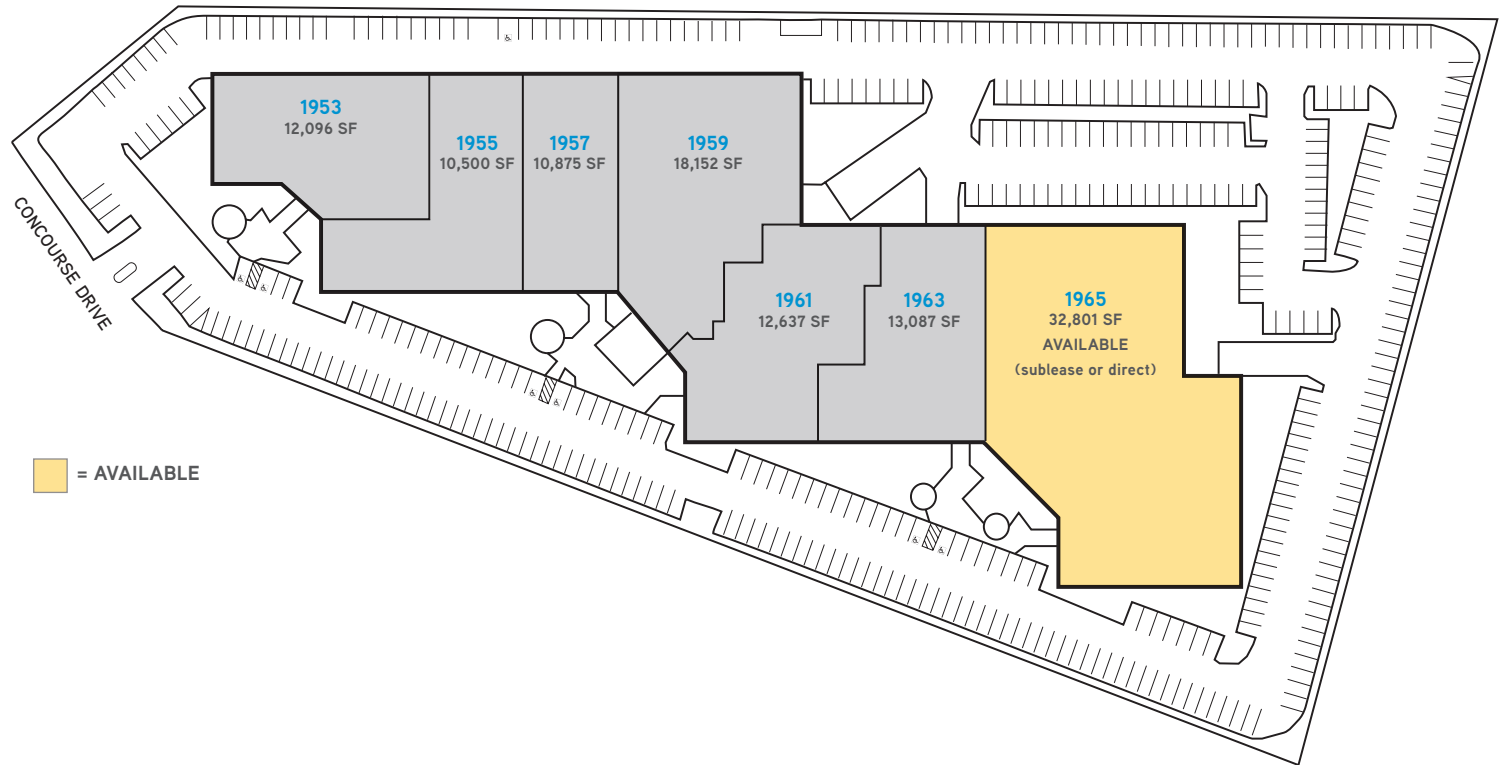 1953
12,096 SF
1955
10,500 SF
1957
10,875 SF
1959
18,152 SF
1961
12,637 SF
1963
13,087 SF
1965
32,801 SF
AVAILABLE
(sublease or direct)
CONCOURSE DRIVE
= AVAILABLE